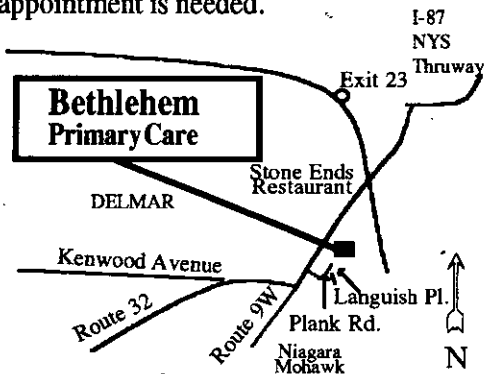 appointment is needed.
I-87
NYS
Thruway
Exit 23
Bethlehem
Primary Care
Stone Ends
Restaurant
DELMAR
Kenwood Avenue
Languish Pl.
Route 32
Route 9W
Plank Rd.
Niagara
Mohawk
N